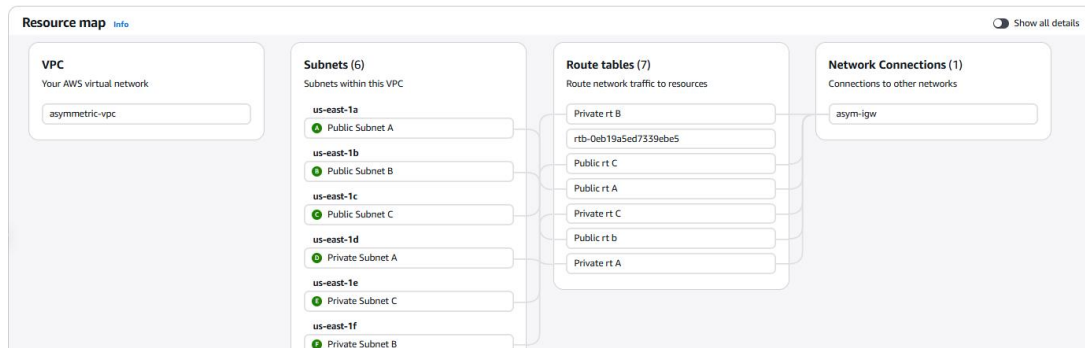 Resource map Info
Show all details
VPC
Your AWS virtual network
asymmetric-vpc
Subnets (6)
Subnets within this VPC
us-east-1a
A Public Subnet A
us-east-1b
B Public Subnet B
us-east-1c
C Public Subnet C
us-east-1d
D Private Subnet A
us-east-1e
E Private Subnet C
us-east-1f
F Private Subnet B
Route tables (7)
Route network traffic to resources
Private rt B
rtb-0eb19a5ed7339ebe5
Public rt C
Public rt A
Private rt C
Public rt b
Private rt A
Network Connections (1)
Connections to other networks
asym-igw